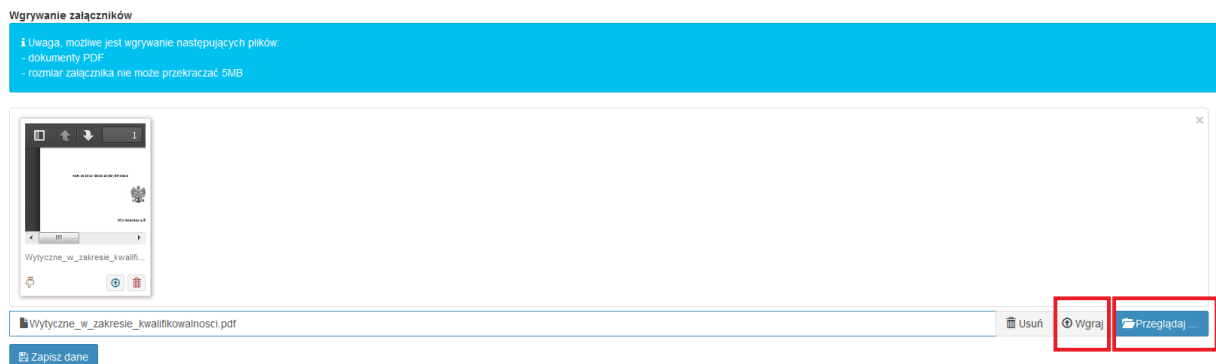 Wgrywanie załączników
i Uwaga, możliwe jest wgrywanie następujących plików:
- dokumenty PDF
- rozmiar załącznika nie może przekraczać 5MB
×
1
Wytyczne_w_zakresie_kwalifi...
Wytyczne_w_zakresie_kwalifikowalnosci.pdf
Usuń
Wgraj
Przeglądaj ...
Zapisz dane